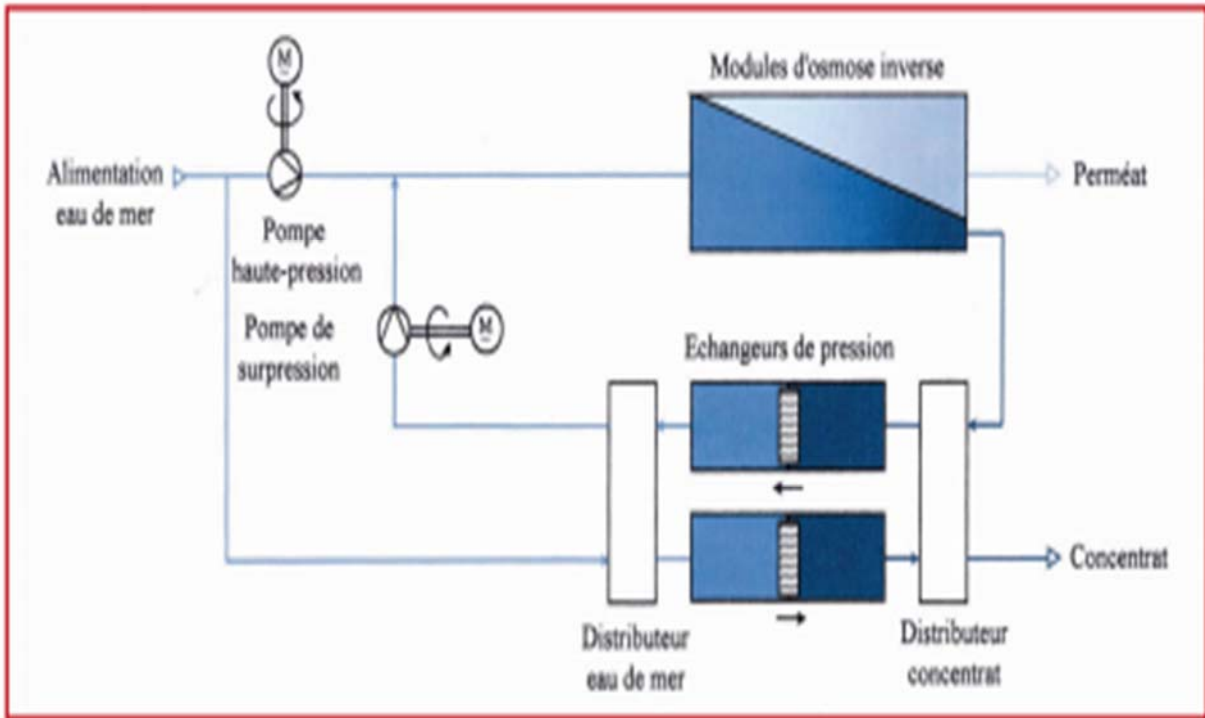 M
Modules d'osmose inverse
Alimentation
eau de mer
Perméat
Pompe
haute-pression
Pompe de
surpression
M
Echangeurs de pression
Concentrat
Distributeur
eau de mer
Distributeur
concentrat